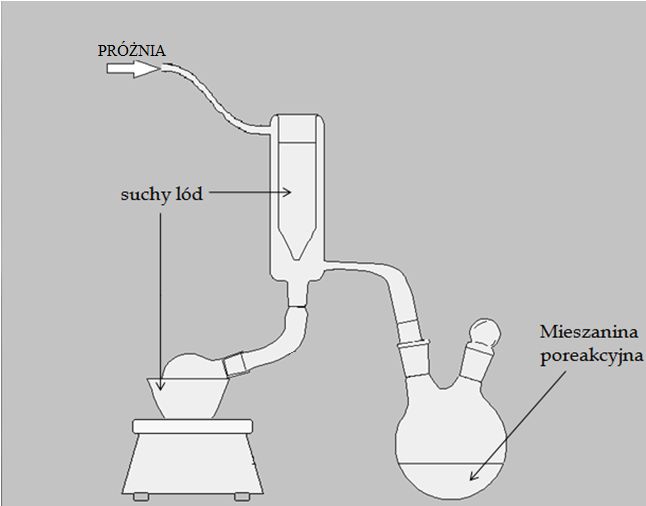 PRÓŻNIA
suchy lód
Mieszanina
poreakcyjna